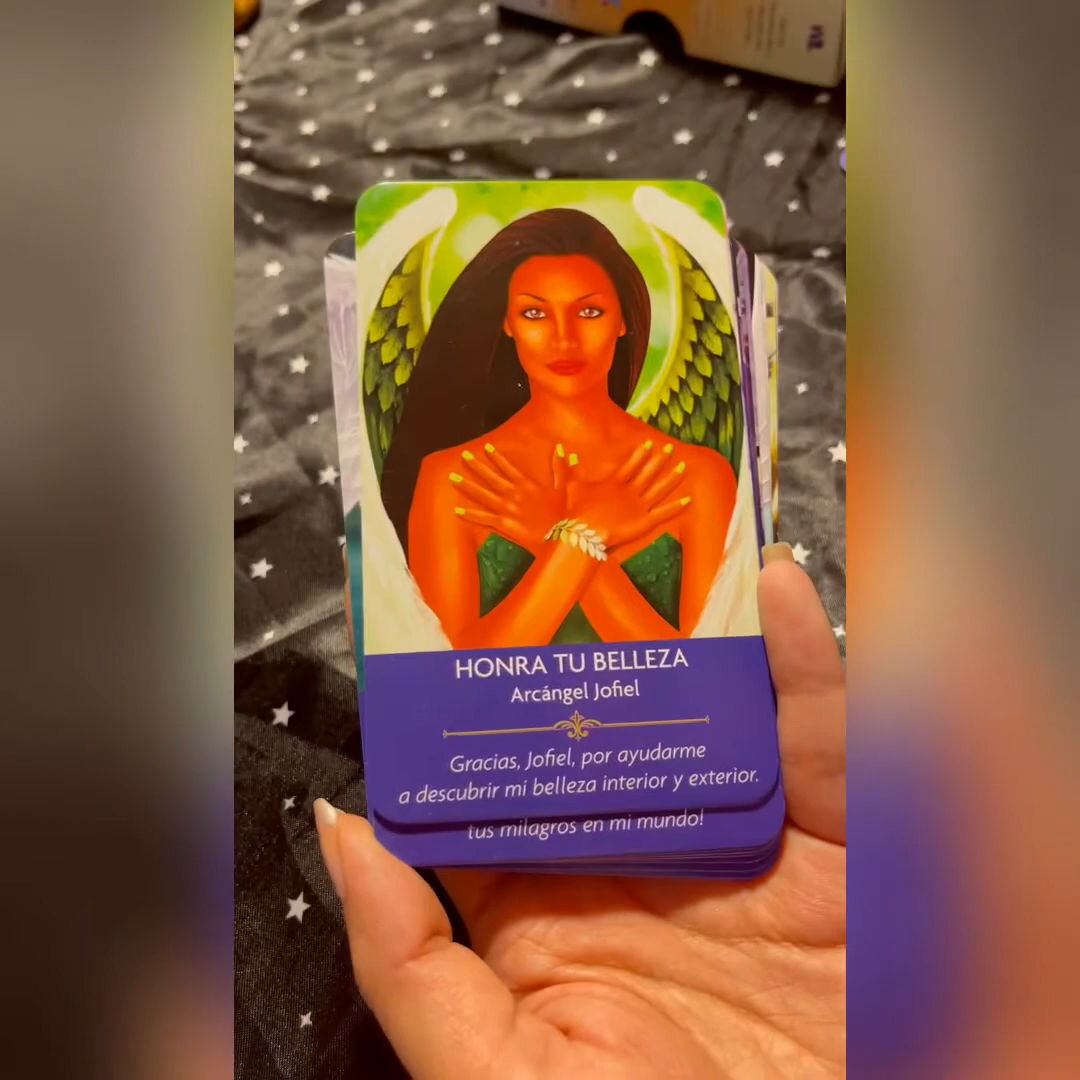 HONRA TU BELLEZA
Arcángel Jofiel
Gracias, Jofiel, por ayudarme
a descubrir mi belleza interior y exterior.
tus milagros en mi mundo!